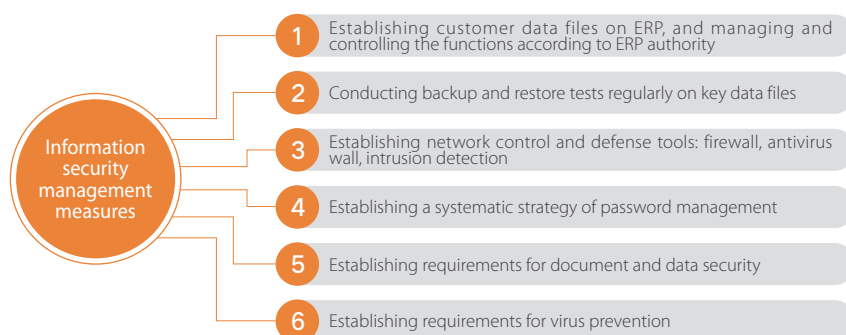 Information
security
management
measures
1
Establishing customer data files on ERP, and managing and
controlling the functions according to ERP authority
2
Conducting backup and restore tests regularly on key data files
3
Establishing network control and defense tools: firewall, antivirus
wall, intrusion detection
4
Establishing a systematic strategy of password management
5
Establishing requirements for document and data security
6
Establishing requirements for virus prevention